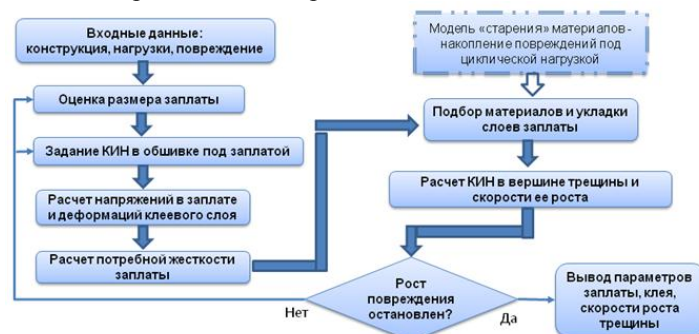 Входные данные:
конструкция, нагрузки, повреждение
Оценка размера заплаты
Задание КИН в обшивке под заплатой
Расчет напряжений в заплате
и деформаций клеевого слоя
Расчет потребной жесткости
заплаты
Модель «старения» материалов -
накопление повреждений под
циклической нагрузкой
Подбор материалов и укладки
слоев заплаты
Расчет КИН в вершине трещины и
скорости ее роста
Рост
повреждения
остановлен?
Нет
Да
Вывод параметров
заплаты, клея,
скорости роста
трещины